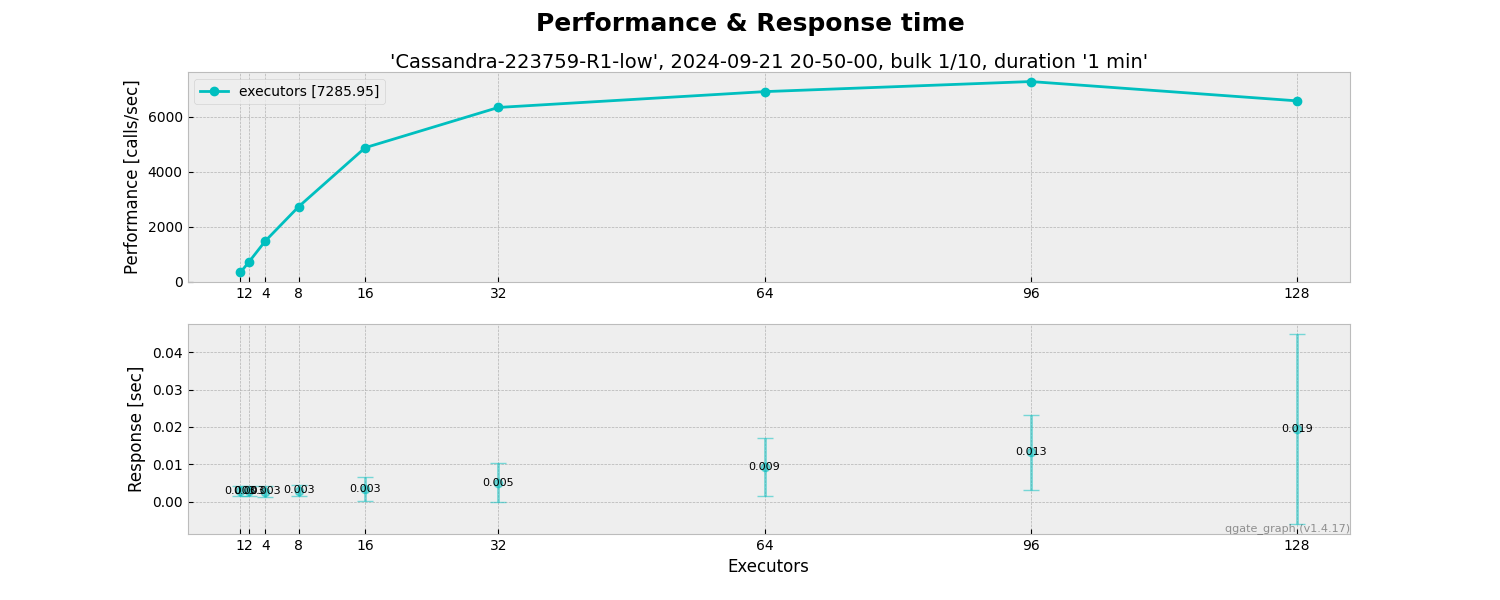 Performance & Response time
'Cassandra-223759-R1-low', 2024-09-21 20-50-00, bulk 1/10, duration '1 min'
executors [7285.95]
Performance [calls/sec]
6000
4000
2000
0
1 2 4 8 16 32 64 96 128
Response [sec]
0.04
0.03
0.02
0.01
0.00
0.003 0.003 0.003 0.005 0.009 0.013 0.019
qgate_graph (v1.4.17)
1 2 4 8 16 32 64 96 128
Executors